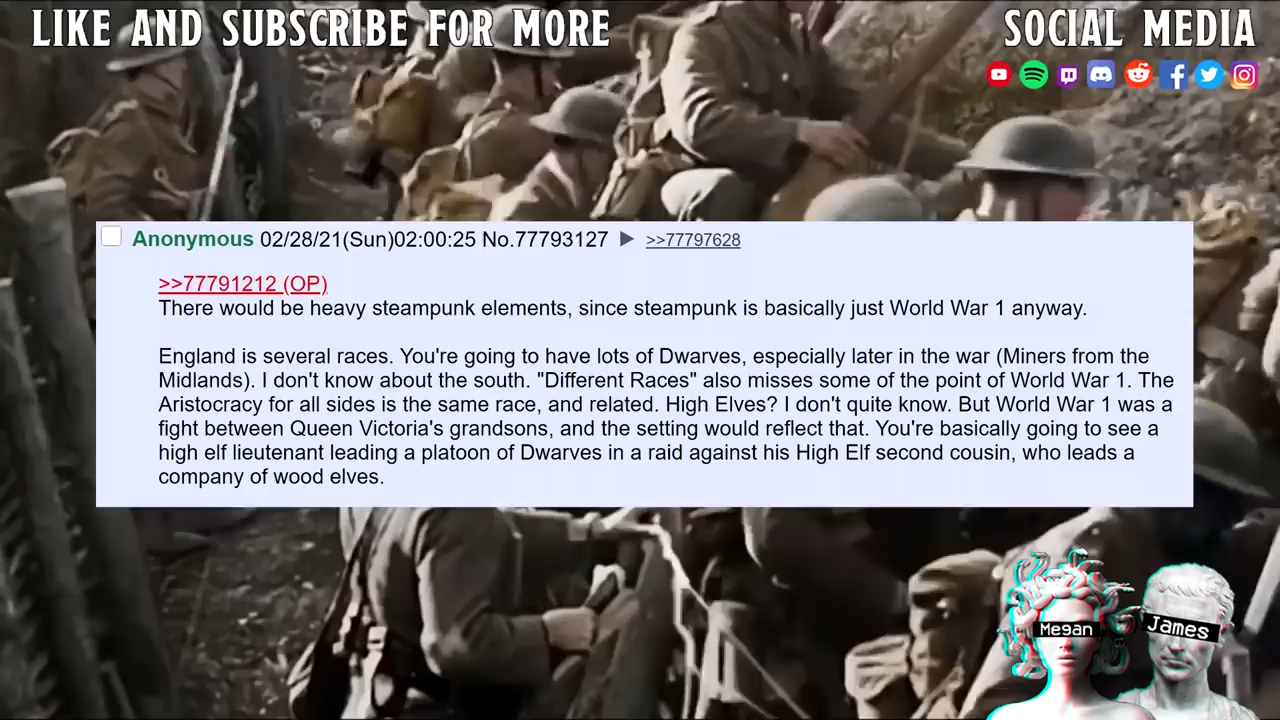 LIKE AND SUBSCRIBE FOR MORE
SOCIAL MEDIA
Anonymous 02/28/21(Sun)02:00:25 No.77793127 ▶ >>77797628
>>77791212 (OP)
There would be heavy steampunk elements, since steampunk is basically just World War 1 anyway.
England is several races. You're going to have lots of Dwarves, especially later in the war (Miners from the
Midlands). I don't know about the south. "Different Races" also misses some of the point of World War 1. The
Aristocracy for all sides is the same race, and related. High Elves? I don't quite know. But World War 1 was a
fight between Queen Victoria's grandsons, and the setting would reflect that. You're basically going to see a
high elf lieutenant leading a platoon of Dwarves in a raid against his High Elf second cousin, who leads a
company of wood elves.
Megan
James